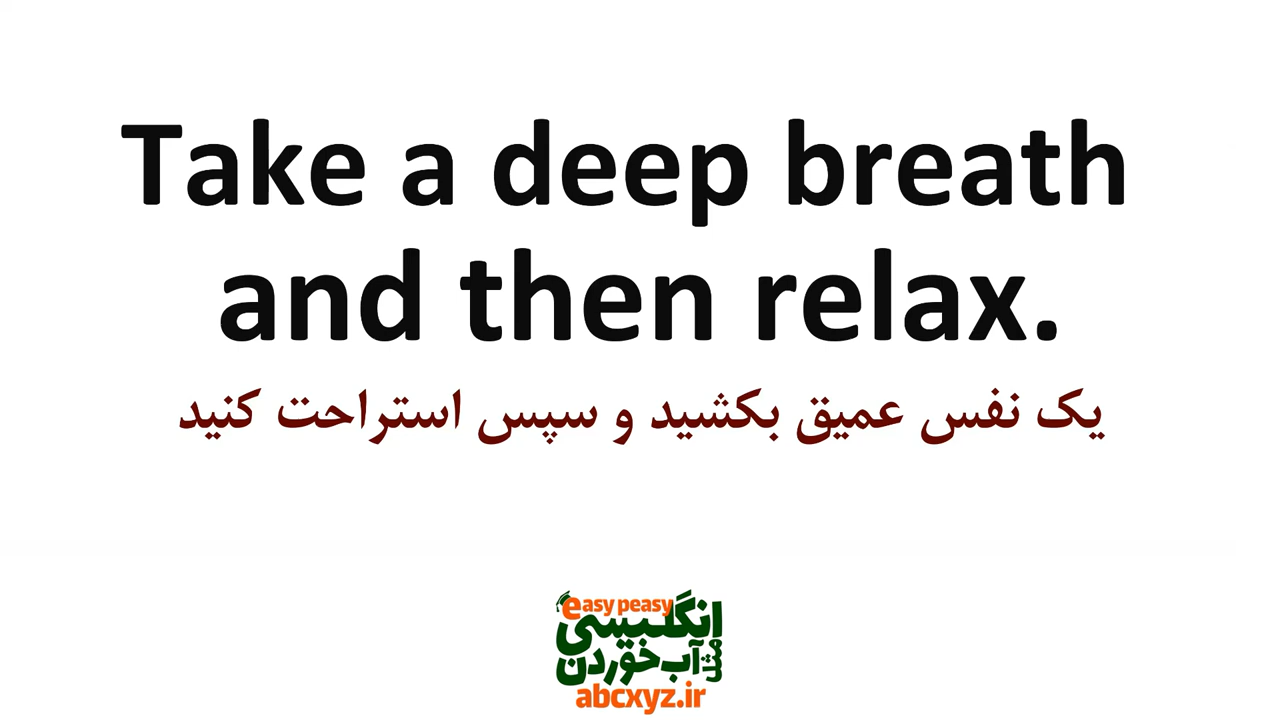 Take a deep breath
and then relax.
یک نفس عمیق بکشید و سپس استراحت کنید
easy peasy
انگلیسی
مثل
آب خوردن
abcxyz.ir